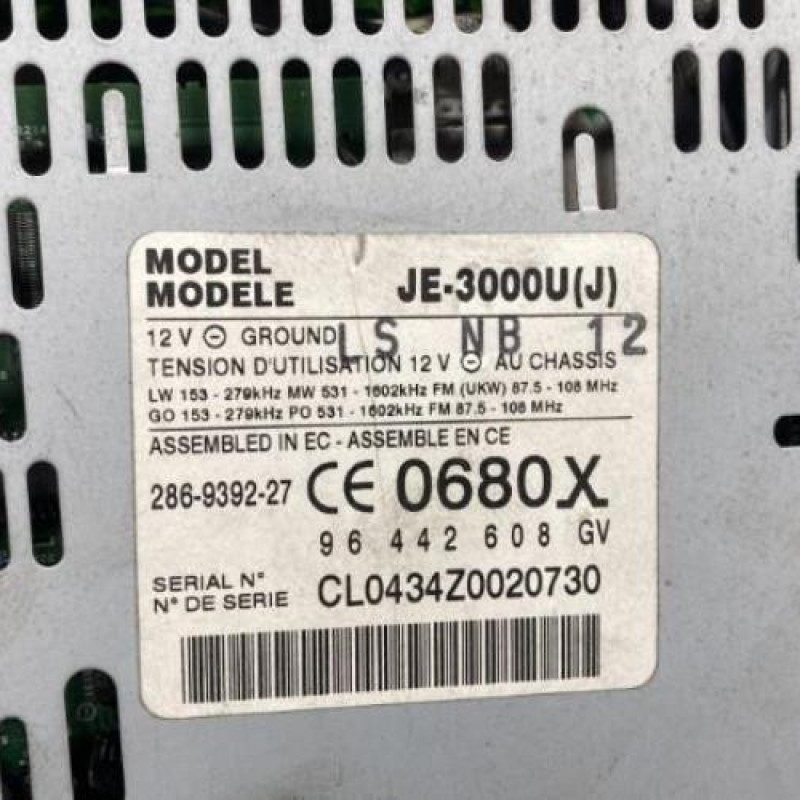 MODEL
MODELE JE-3000U(J)
12 V ⊖ GROUND LS NB 12
TENSION D'UTILISATION 12 V ⊖ AU CHASSIS
LW 153 - 279kHz MW 531 - 1602kHz FM (UKW) 87.5 - 108 MHz
GO 153 - 279kHz PO 531 - 1602kHz FM 87.5 - 108 MHz
ASSEMBLED IN EC - ASSEMBLE EN CE
286-9392-27 CE 0680X
96 442 608 GV
SERIAL N°
N° DE SERIE CL0434Z0020730